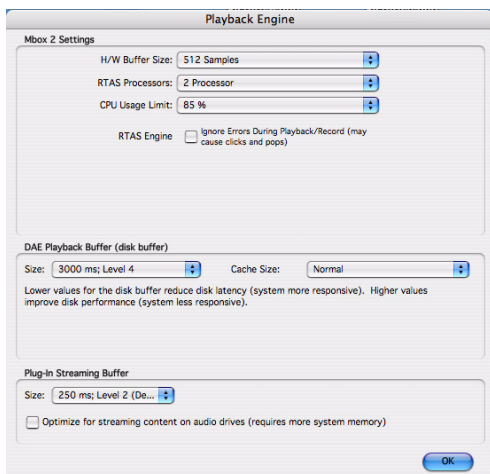 Playback Engine
Mbox 2 Settings
H/W Buffer Size: 512 Samples
RTAS Processors: 2 Processor
CPU Usage Limit: 85 %
RTAS Engine Ignore Errors During Playback/Record (may
cause clicks and pops)
DAE Playback Buffer (disk buffer)
Size: 3000 ms; Level 4 Cache Size: Normal
Lower values for the disk buffer reduce disk latency (system more responsive). Higher values
improve disk performance (system less responsive).
Plug-In Streaming Buffer
Size: 250 ms; Level 2 (De...
Optimize for streaming content on audio drives (requires more system memory)
OK